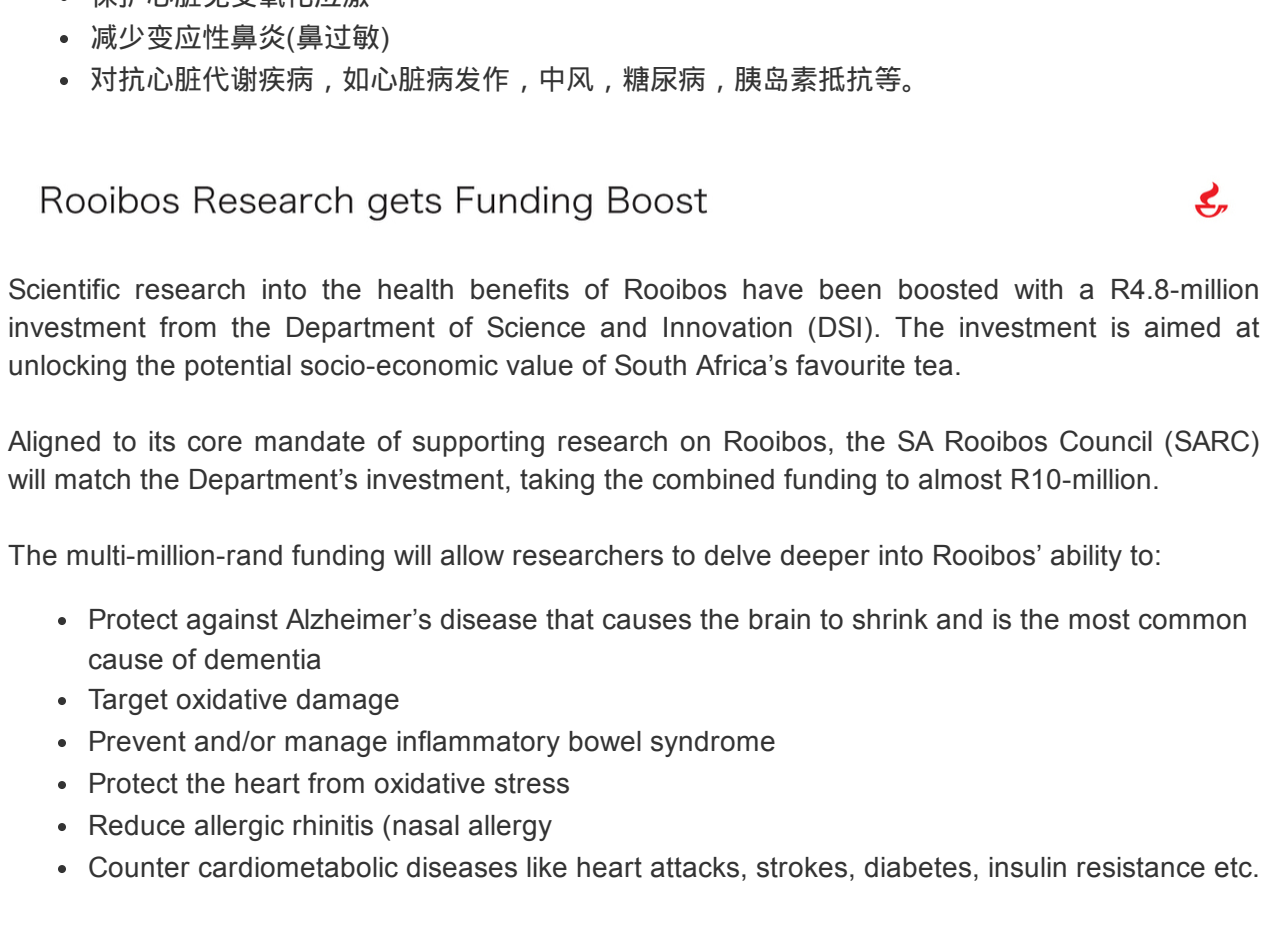 • 减少变应性鼻炎(鼻过敏)
• 对抗心脏代谢疾病，如心脏病发作，中风，糖尿病，胰岛素抵抗等。
Rooibos Research gets Funding Boost
Scientific research into the health benefits of Rooibos have been boosted with a R4.8-million
investment from the Department of Science and Innovation (DSI). The investment is aimed at
unlocking the potential socio-economic value of South Africa’s favourite tea.
Aligned to its core mandate of supporting research on Rooibos, the SA Rooibos Council (SARC)
will match the Department’s investment, taking the combined funding to almost R10-million.
The multi-million-rand funding will allow researchers to delve deeper into Rooibos’ ability to:
• Protect against Alzheimer’s disease that causes the brain to shrink and is the most common
cause of dementia
• Target oxidative damage
• Prevent and/or manage inflammatory bowel syndrome
• Protect the heart from oxidative stress
• Reduce allergic rhinitis (nasal allergy
• Counter cardiometabolic diseases like heart attacks, strokes, diabetes, insulin resistance etc.